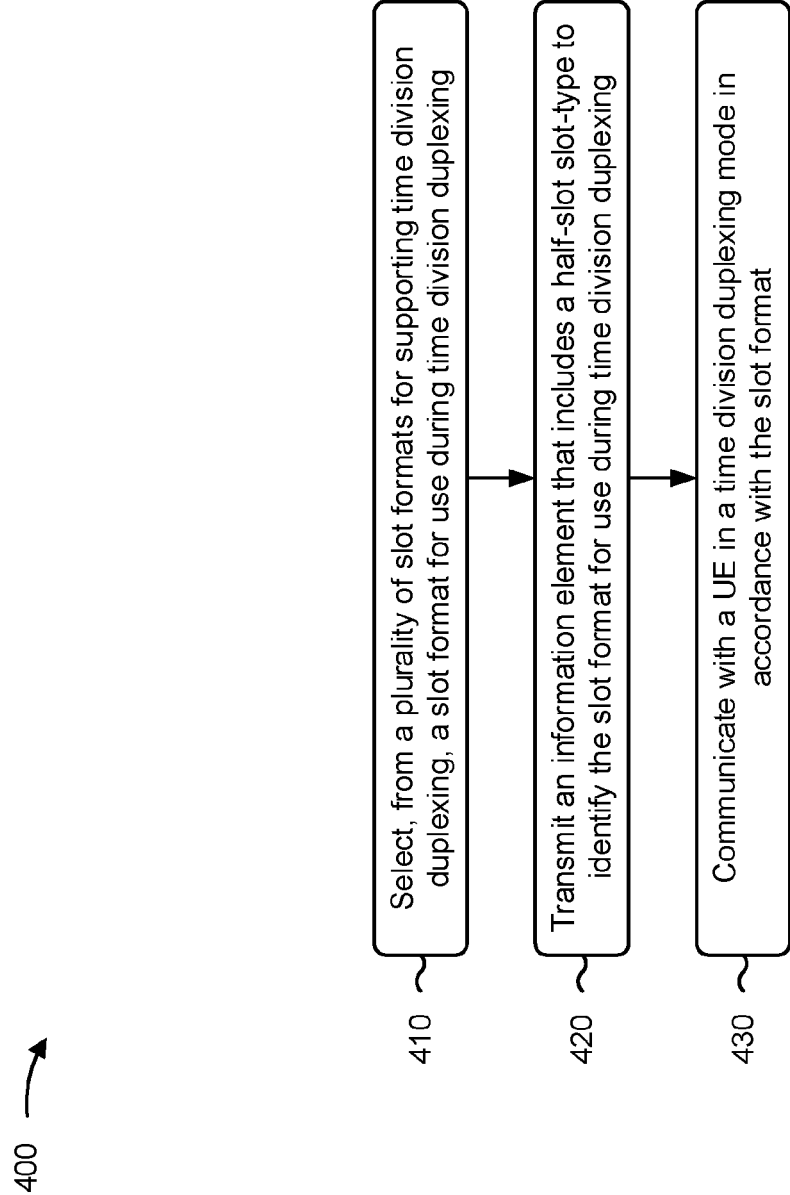 400
410
Select, from a plurality of slot formats for supporting time division
duplexing, a slot format for use during time division duplexing
420
Transmit an information element that includes a half-slot slot-type to
identify the slot format for use during time division duplexing
430
Communicate with a UE in a time division duplexing mode in
accordance with the slot format